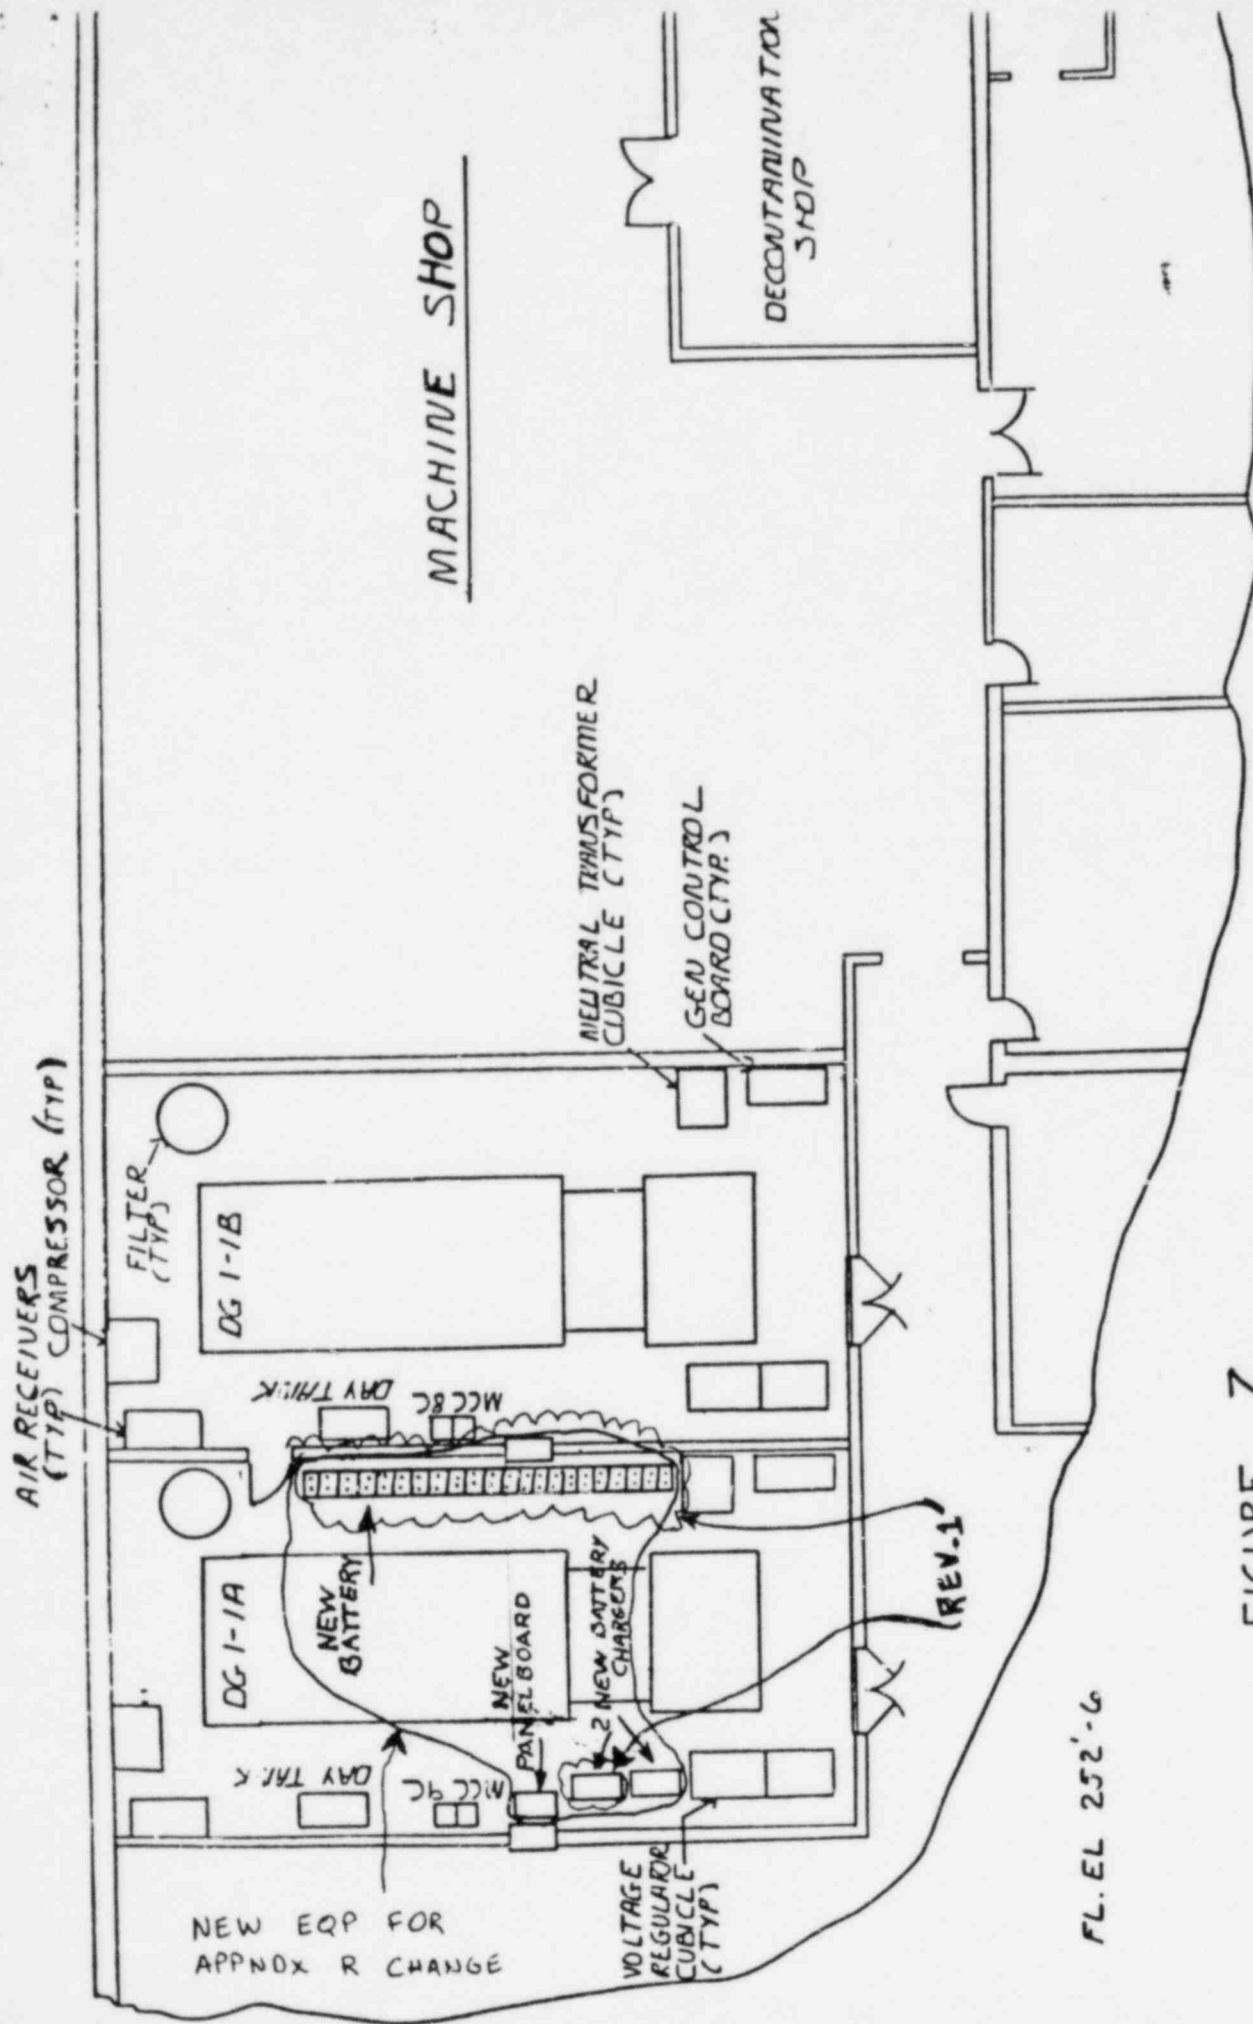 AIR RECEIVERS
(TYP) COMPRESSOR (TYP)
FILTER
(TYP)
MACHINE SHOP
DECONTANINATION
SHOP
NEUTRAL TRANSFORMER
CUBICLE (TYP)
GEN CONTROL
BOARD (TYP.)
DG 1-1B
DAY TANK
MCC 8C
DG 1-1A
NEW
BATTERY
NEW
PANELBOARD
2 NEW BATTERY
CHARGERS
DAY TANK
MCC 9C
(REV.1
VOLTAGE
REGULATOR
CUBICLE
(TYP)
NEW EQP FOR
APPNDX R CHANGE
FL. EL 252'-6
FIGURE 7